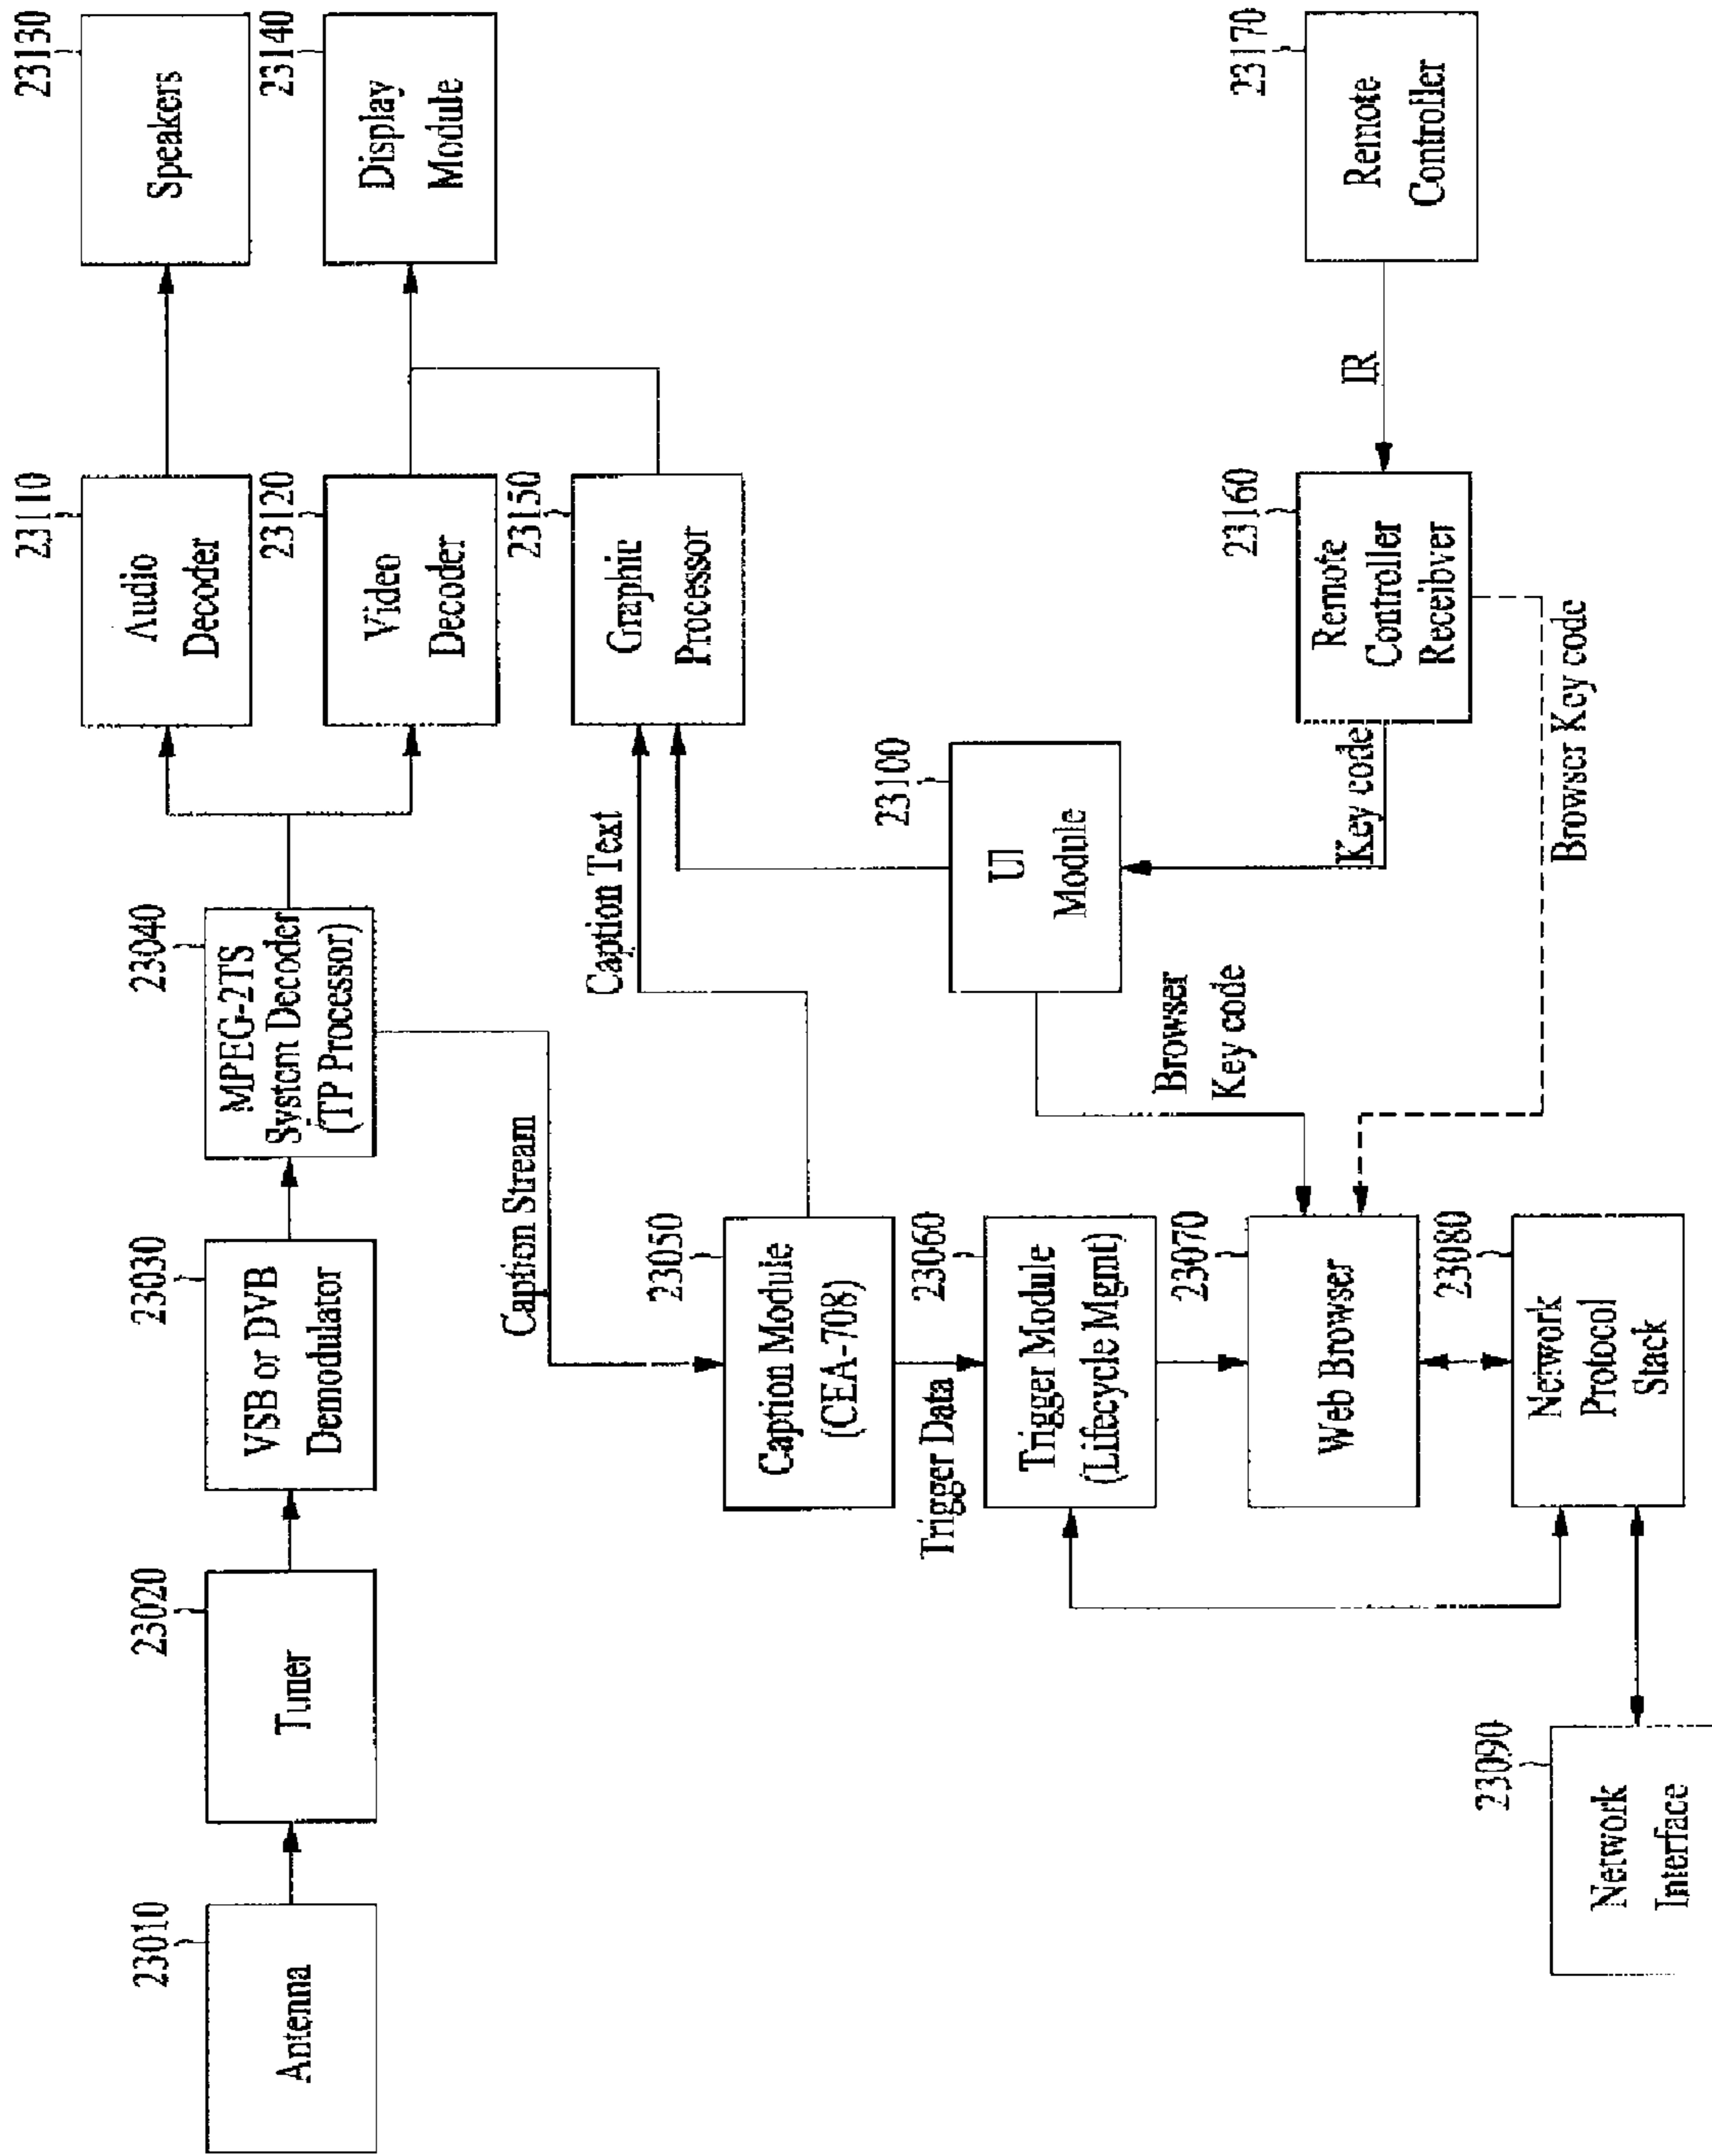 23010
Antenna
23020
Tuner
23030
VSB or DVB
Demodulator
23040
MPEG-2TS
System Decoder
(TP Processor)
23110
Audio
Decoder
23130
Speakers
23120
Video
Decoder
23140
Display
Module
23150
Graphic
Processor
Caption Stream
Caption Text
23050
Caption Module
(CEA-708)
Trigger Data
23060
Trigger Module
(Lifecycle Mgmt)
23070
Web Browser
23080
Network
Protocol
Stack
23090
Network
Interface
23100
UI
Module
Browser
Key code
Key code
23160
Remote
Controller
Receibver
Browser Key code
IR
23170
Remote
Controller